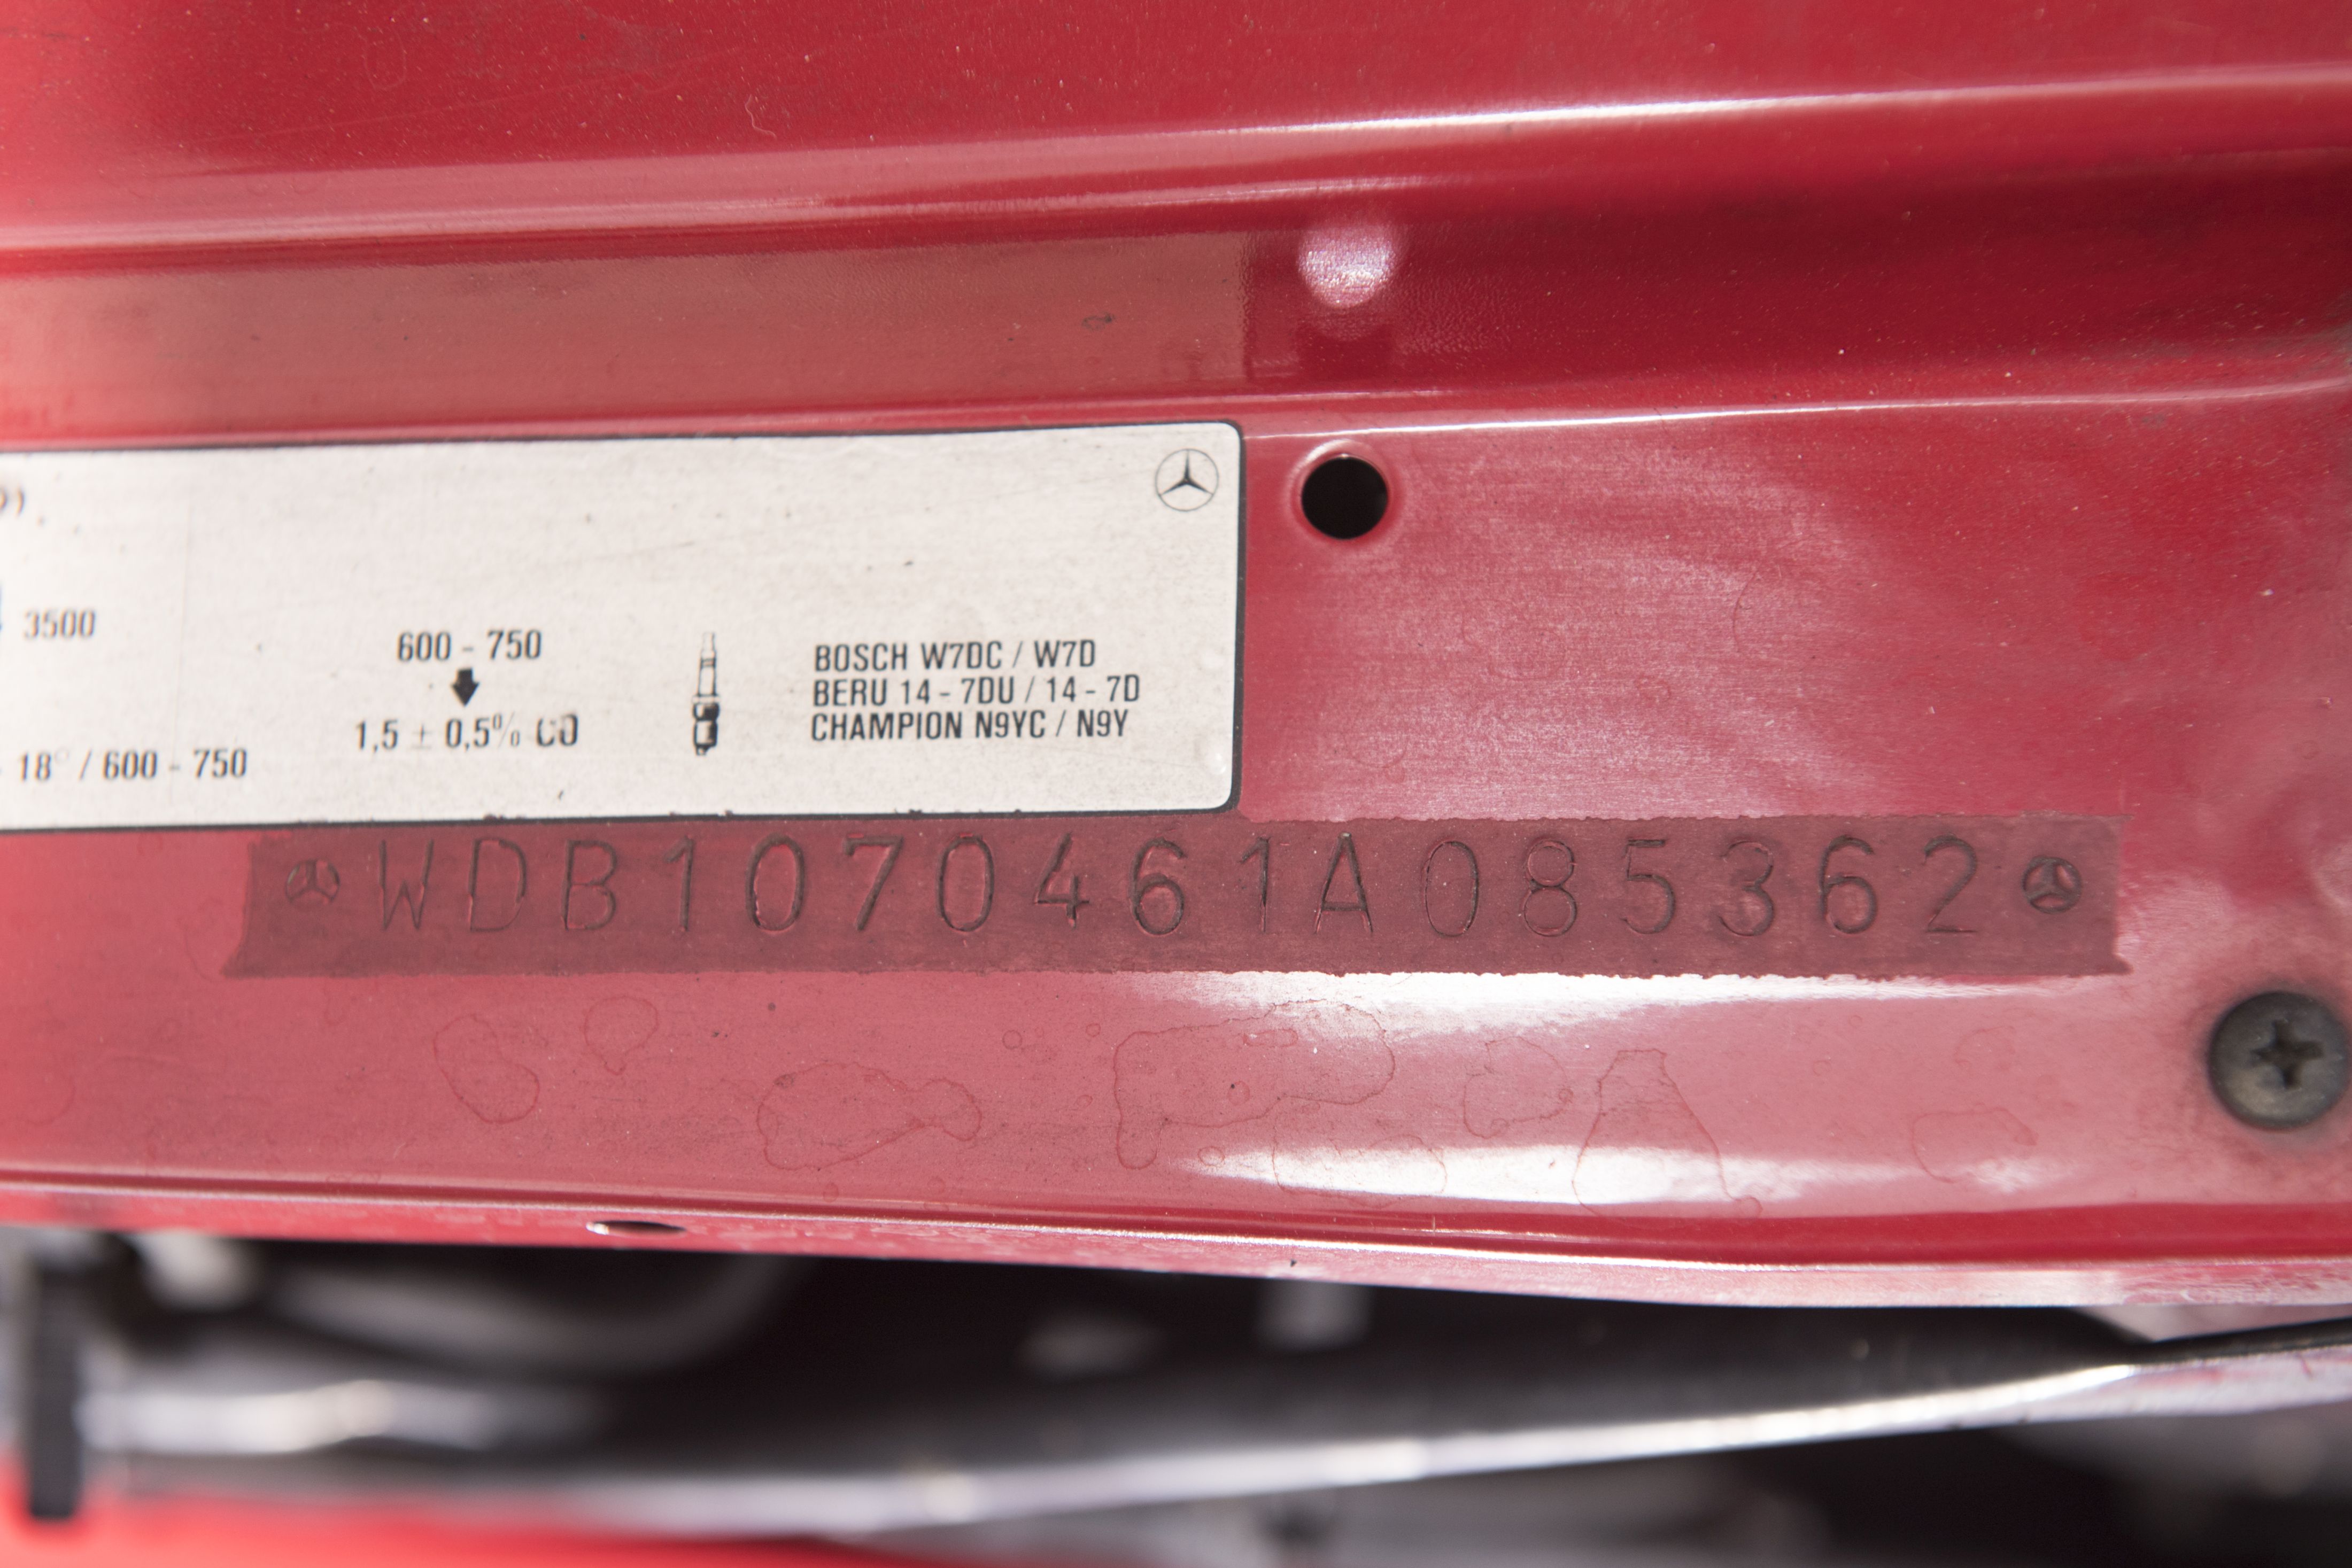 3500
600 - 750
1,5 ± 0,5% CO
18° / 600 - 750
BOSCH W7DC / W7D
BERU 14 - 7DU / 14 - 7D
CHAMPION N9YC / N9Y
WDB1070461A085362